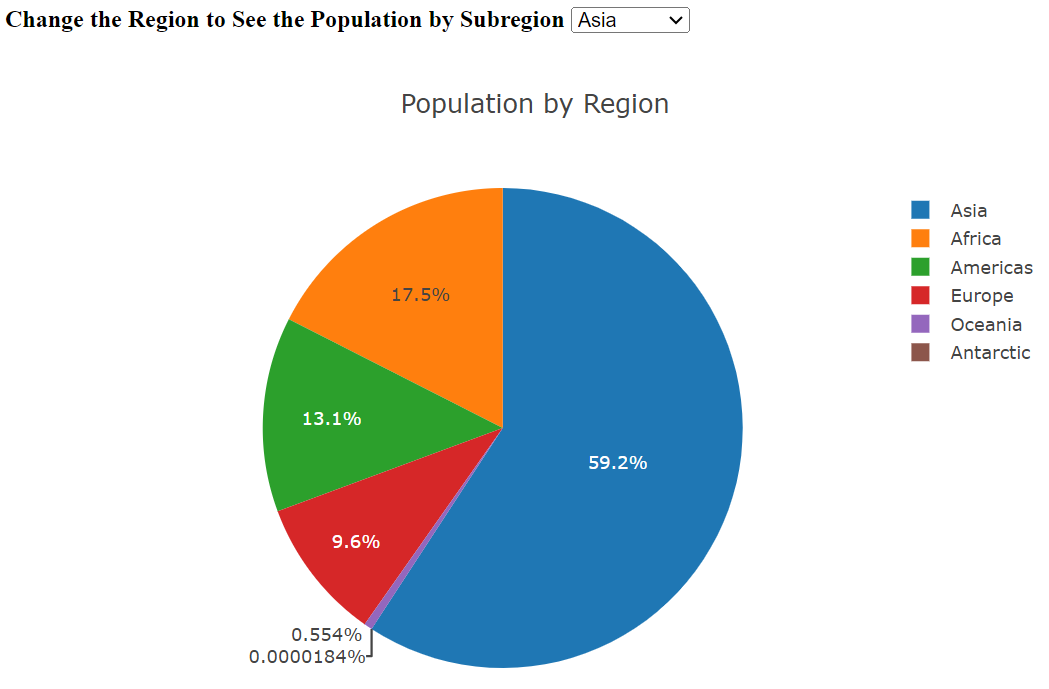 Change the Region to See the Population by Subregion Asia
Population by Region
Asia
Africa
Americas
Europe
Oceania
Antarctic
17.5%
13.1%
59.2%
9.6%
0.554%
0.0000184%